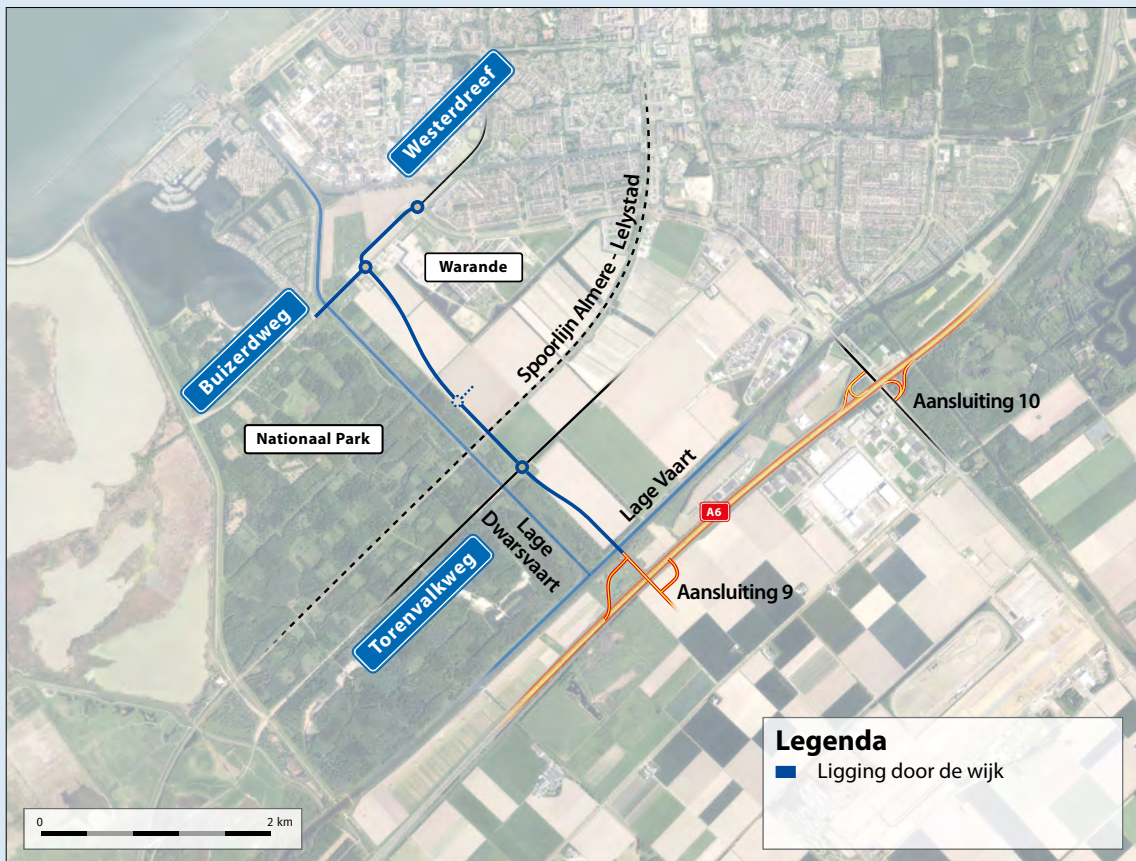 Westerdreef
Warande
Spoorlijn Almere - Lelystad
Buizerdweg
Nationaal Park
Aansluiting 10
Lage Vaart
A6
Lage
Dwarsvaart
Aansluiting 9
Torenvalkweg
Legenda
Ligging door de wijk
0 2 km